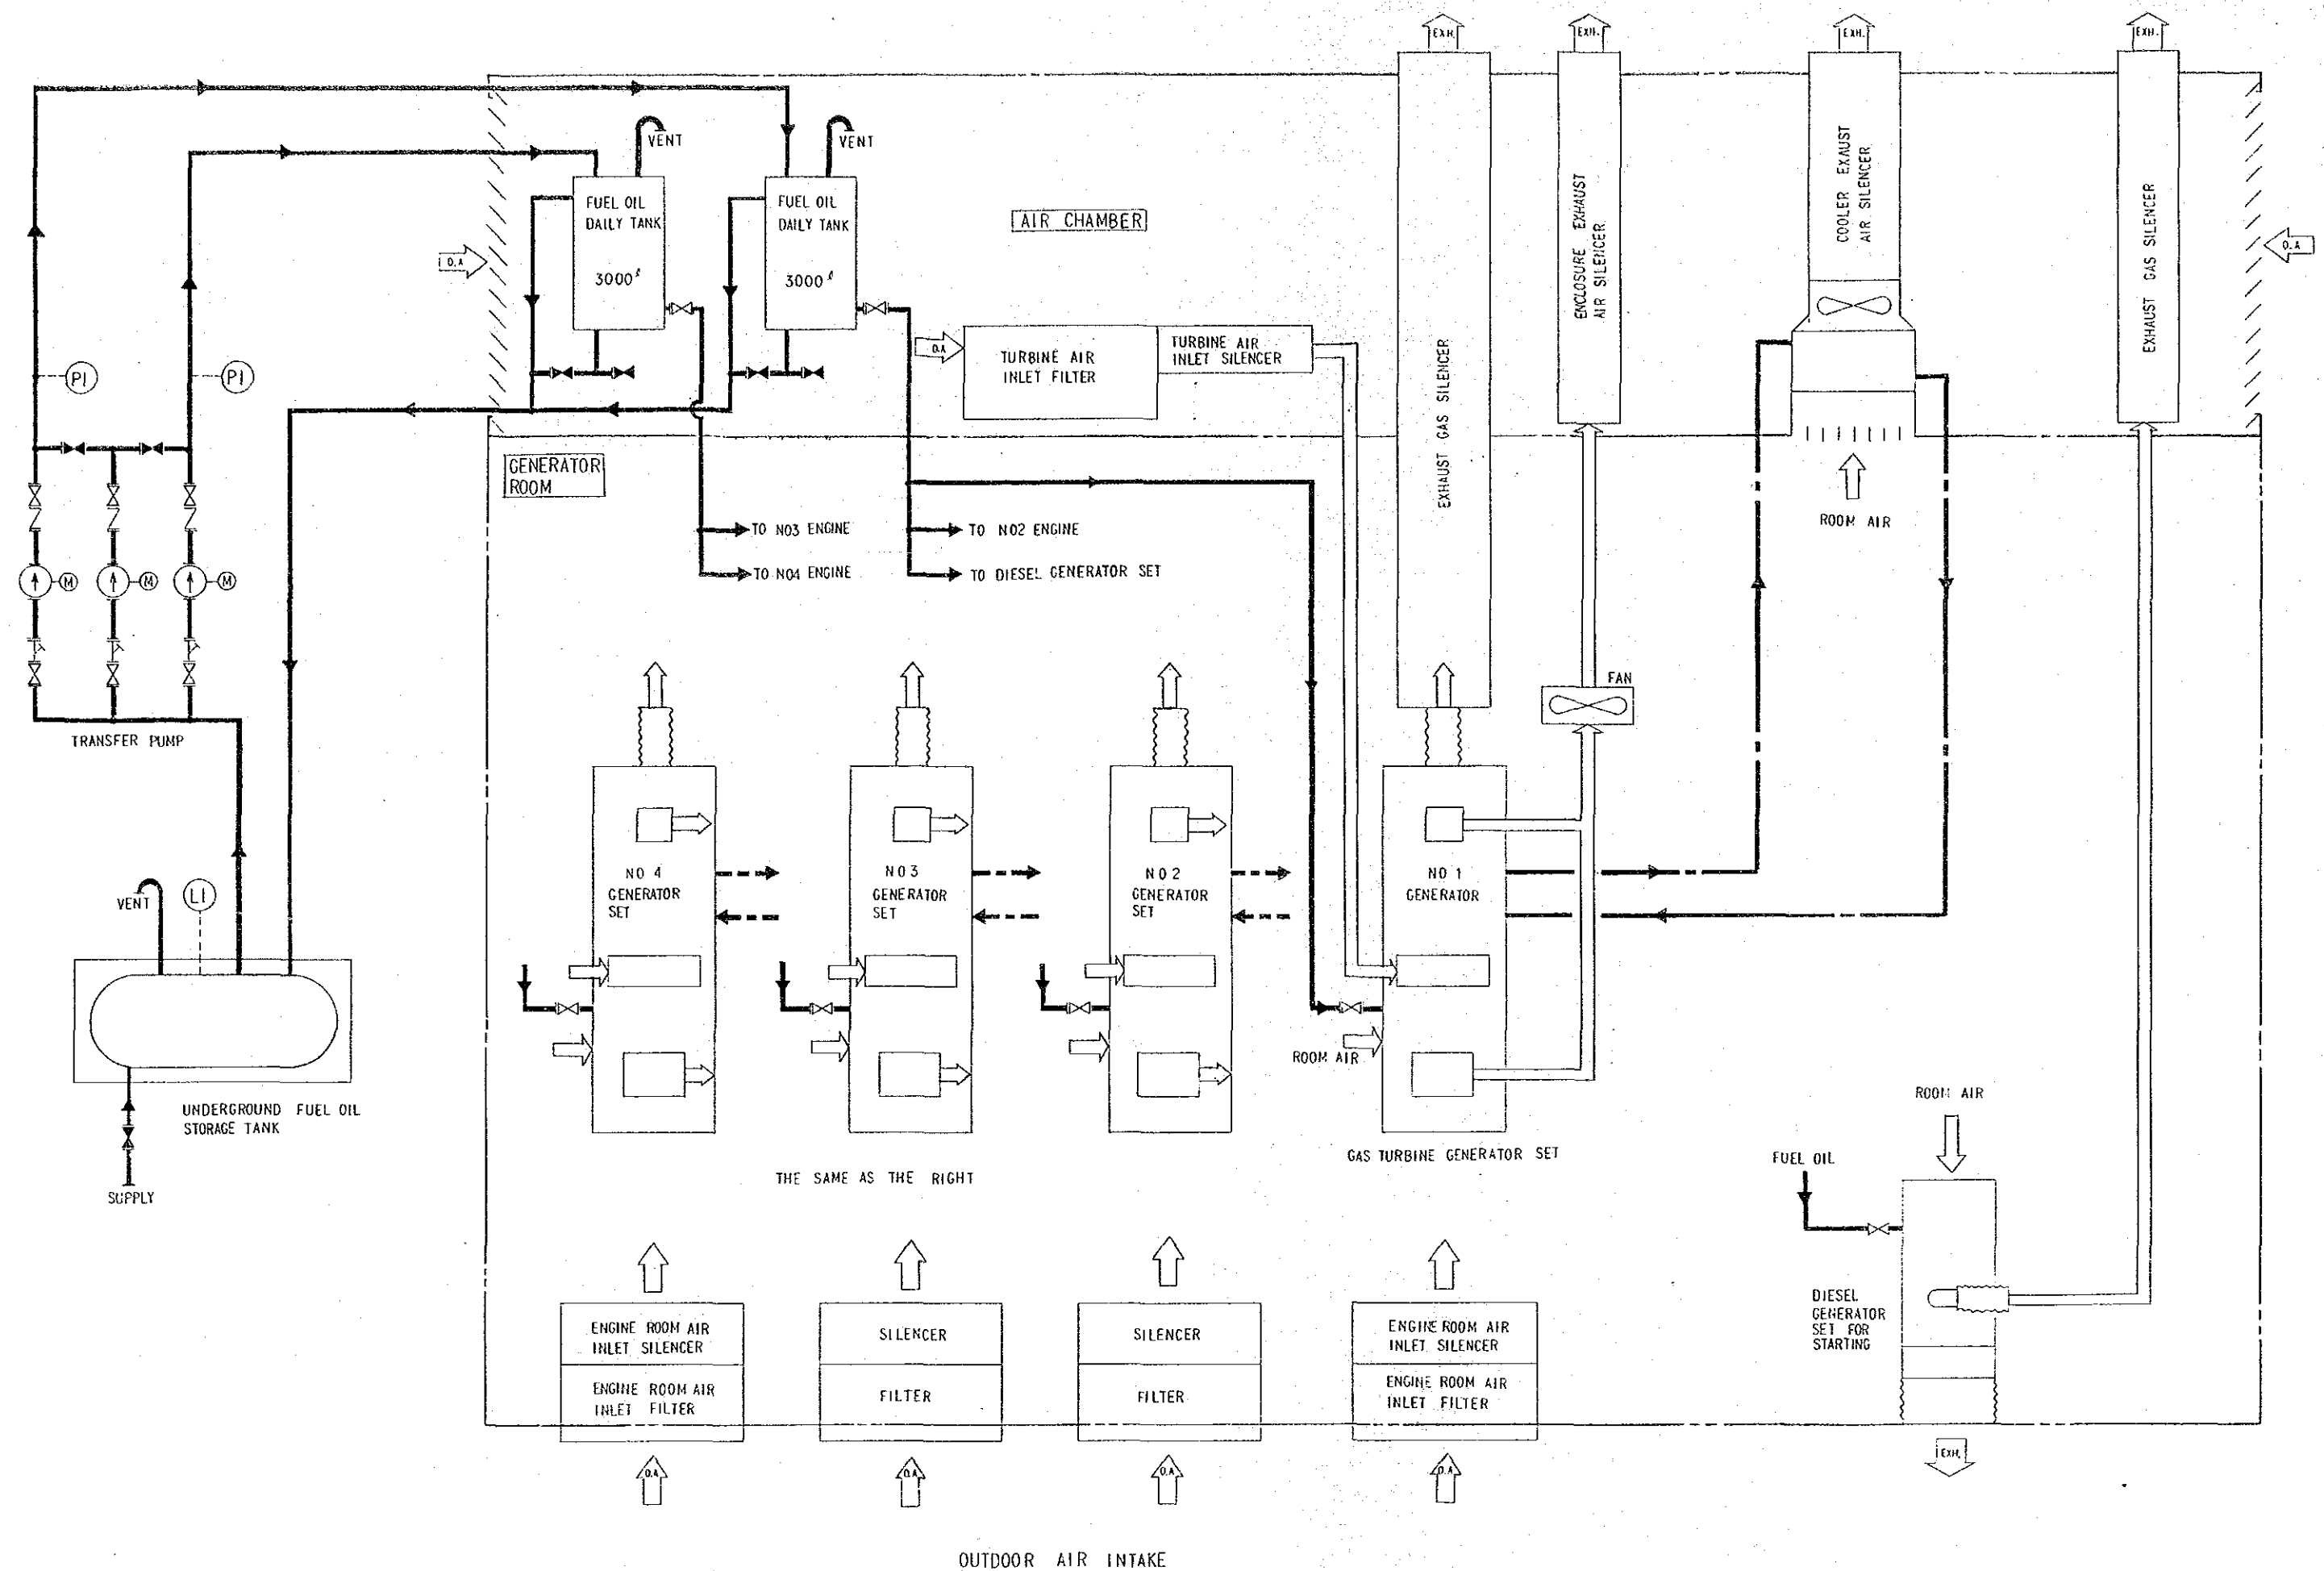 EXH.
EXH.
EXH.
EXH.
VENT
VENT
FUEL OIL
DAILY TANK
3000ℓ
FUEL OIL
DAILY TANK
3000ℓ
AIR CHAMBER
O.A
O.A
O.A
TURBINE AIR
INLET FILTER
TURBINE AIR
INLET SILENCER
EXHAUST GAS SILENCER
ENCLOSURE EXHAUST
AIR SILENCER
COOLER EXAUST
AIR SILENCER
EXHAUST GAS SILENCER
PI
PI
GENERATOR
ROOM
ROOM AIR
TO NO3 ENGINE
TO NO4 ENGINE
TO NO2 ENGINE
TO DIESEL GENERATOR SET
M
M
M
FAN
TRANSFER PUMP
VENT
LI
NO 4
GENERATOR
SET
NO3
GENERATOR
SET
NO2
GENERATOR
SET
NO 1
GENERATOR
ROOM AIR
UNDERGROUND FUEL OIL
STORAGE TANK
SUPPLY
GAS TURBINE GENERATOR SET
THE SAME AS THE RIGHT
ROOM AIR
FUEL OIL
DIESEL
GENERATOR
SET FOR
STARTING
ENGINE ROOM AIR
INLET SILENCER
ENGINE ROOM AIR
INLET FILTER
SILENCER
FILTER
SILENCER
FILTER
ENGINE ROOM AIR
INLET SILENCER
ENGINE ROOM AIR
INLET FILTER
O.A
O.A
O.A
O.A
EXH.
OUTDOOR AIR INTAKE